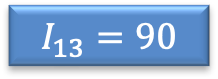 I₁₃ = 90